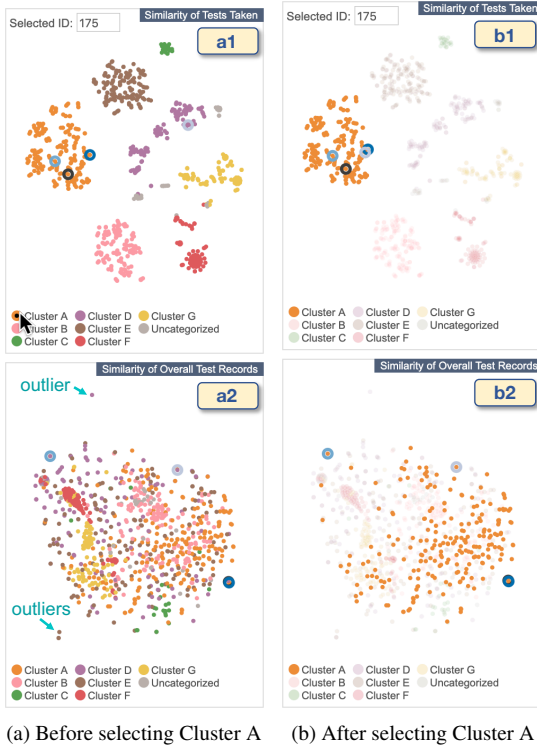 Similarity of Tests Taken
Selected ID: 175
a1
Cluster A Cluster D Cluster G
Cluster B Cluster E Uncategorized
Cluster C Cluster F
Similarity of Tests Taken
Selected ID: 175
b1
Cluster A Cluster D Cluster G
Cluster B Cluster E Uncategorized
Cluster C Cluster F
Similarity of Overall Test Records
a2
outlier
outliers
Cluster A Cluster D Cluster G
Cluster B Cluster E Uncategorized
Cluster C Cluster F
Similarity of Overall Test Records
b2
Cluster A Cluster D Cluster G
Cluster B Cluster E Uncategorized
Cluster C Cluster F
(a) Before selecting Cluster A
(b) After selecting Cluster A